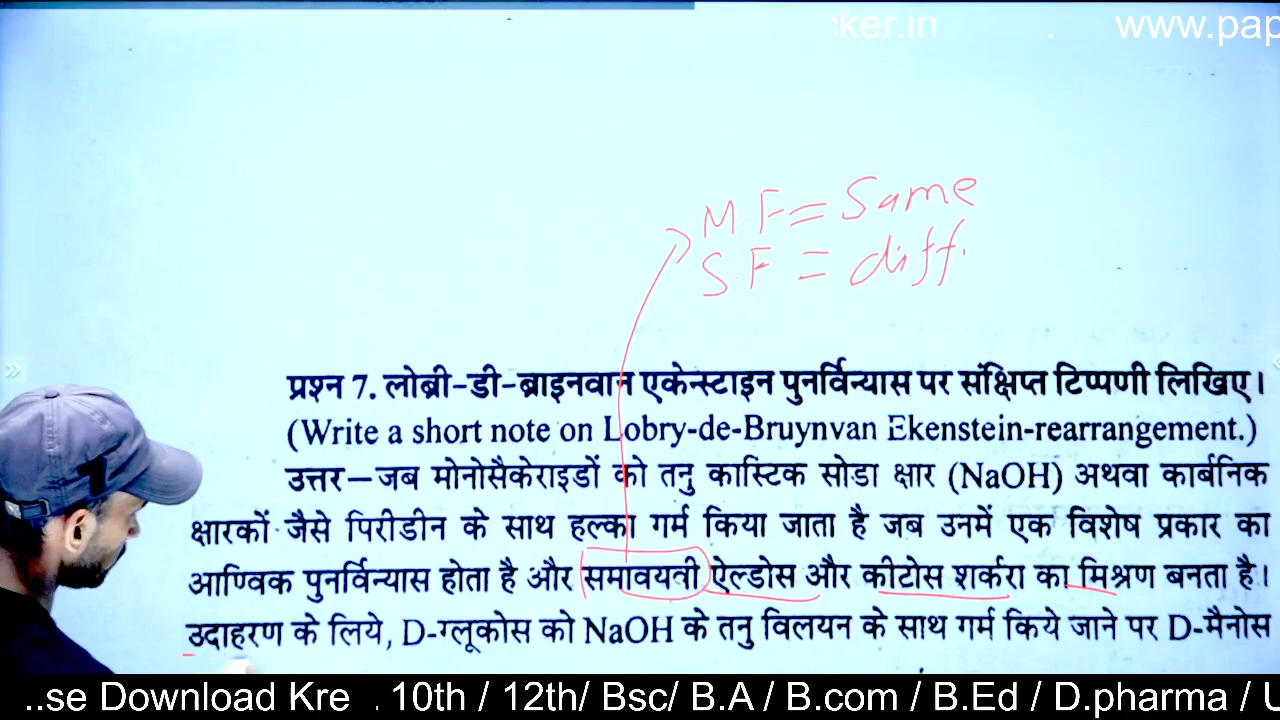 ker.in . www.pap
MF = Same
SF = diff.
प्रश्न 7. लोब्री-डी-ब्राइनवान एकेन्स्टाइन पुनर्विन्यास पर संक्षिप्त टिप्पणी लिखिए।
(Write a short note on Lobry-de-Bruynvan Ekenstein-rearrangement.)
उत्तर—जब मोनोसैकेराइडों को तनु कास्टिक सोडा क्षार (NaOH) अथवा कार्बनिक
क्षारकों जैसे पिरीडीन के साथ हल्का गर्म किया जाता है जब उनमें एक विशेष प्रकार का
आण्विक पुनर्विन्यास होता है और समावयवी ऐल्डोस और कीटोस शर्करा का मिश्रण बनता है।
उदाहरण के लिये, D-ग्लूकोस को NaOH के तनु विलयन के साथ गर्म किये जाने पर D-मैनोस
..se Download Kre . 10th / 12th/ Bsc/ B.A / B.com / B.Ed / D.pharma / U